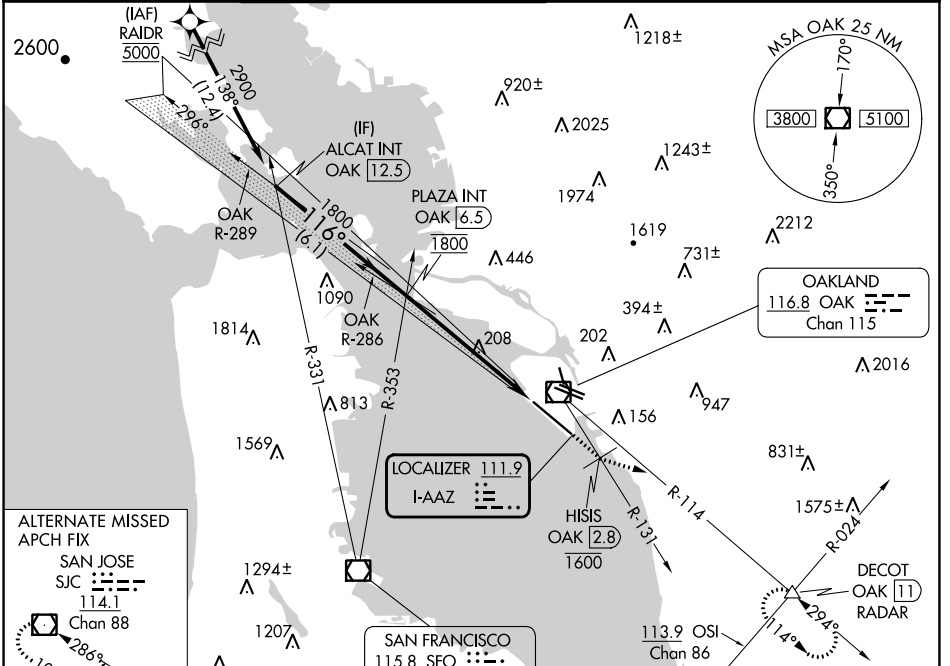 (IAF)
RAIDR
5000
2600
2900
138°
(12.4)
296°
(IF)
ALCAT INT
OAK 12.5
OAK
R-289
1800
116°
(6.1)
PLAZA INT
OAK 6.5
1800
OAK
R-286
1218±
920±
2025
1243±
1974
1619
2212
446
731±
MSA OAK 25 NM
170°
3800
5100
350°
OAKLAND
116.8 OAK
Chan 115
1090
1814
R-331
R-353
208
202
394±
2016
813
156
947
1569
831±
LOCALIZER 111.9
I-AAZ
HISIS
OAK 2.8
1600
R-131
R-114
1575±
R-024
DECOT
OAK 11
RADAR
294°
114°
113.9 OSI
Chan 86
ALTERNATE MISSED
APCH FIX
SAN JOSE
SJC
114.1
Chan 88
286°
1294±
1207
SAN FRANCISCO
115.8 SFO